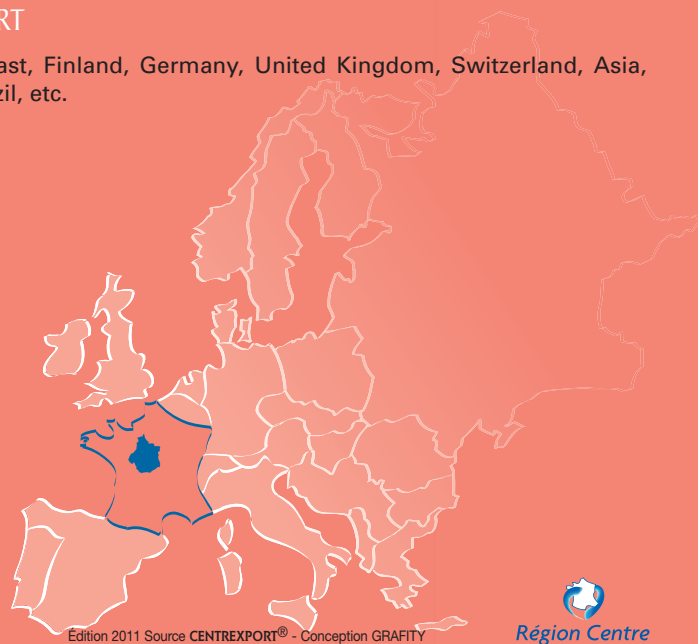 RT
ast, Finland, Germany, United Kingdom, Switzerland, Asia,
zil, etc.
Édition 2011 Source CENTREXPORT® - Conception GRAFITY
Région Centre